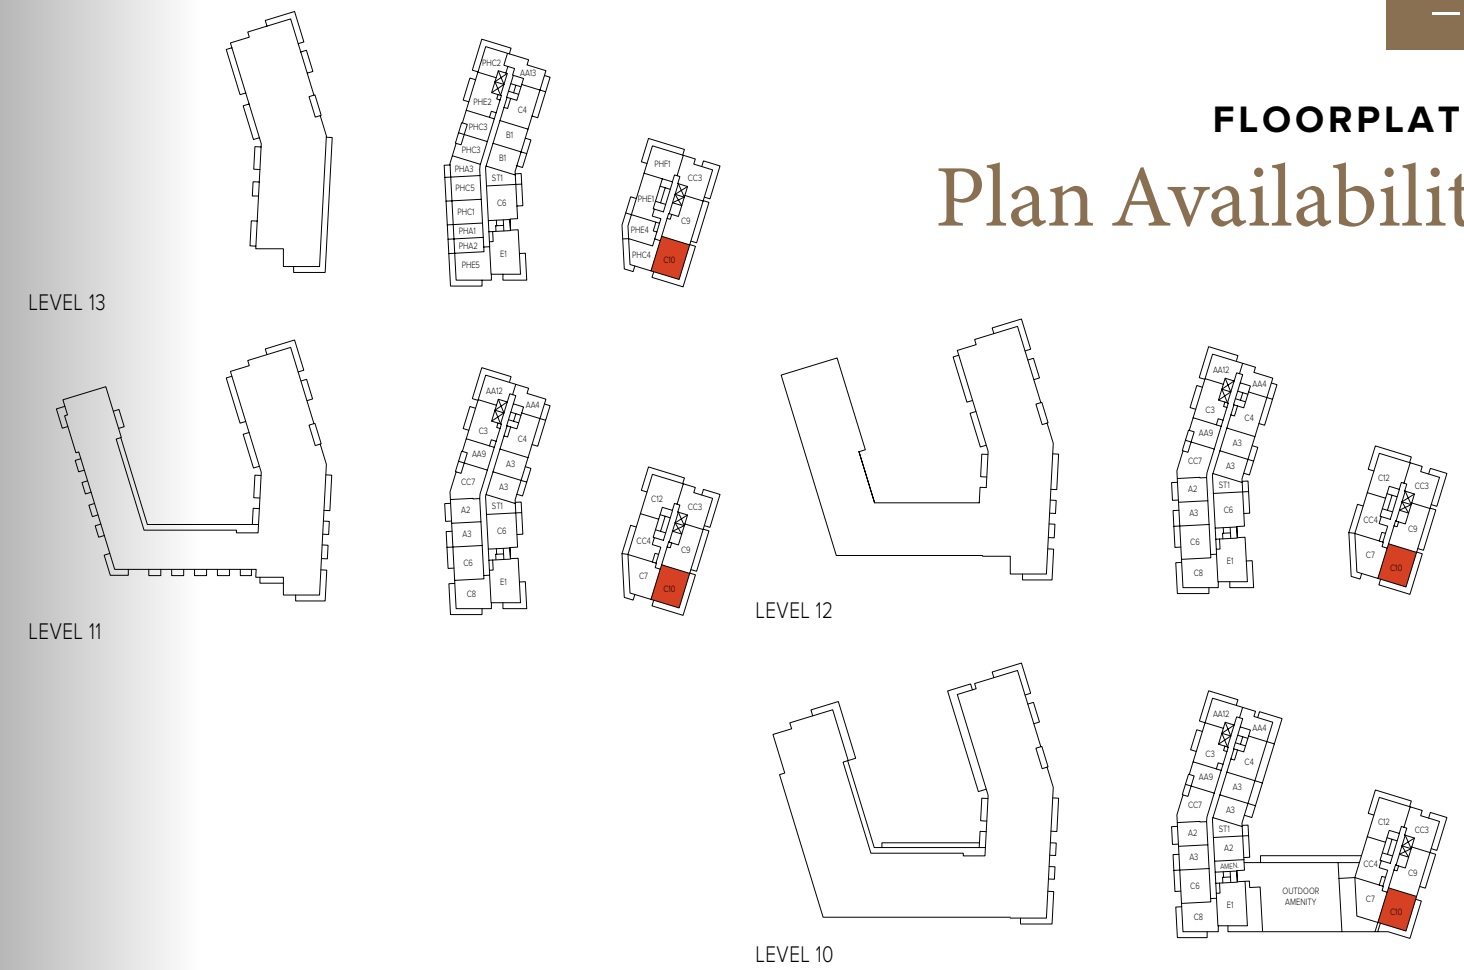 FLOORPLAT
Plan Availabilit
PHC2
AA13
PHE2
C4
PHC3
B1
PHC3
B1
PHA3
ST1
PHC5
C6
PHC1
PHA1
PHA2
E1
PHE5
PHF1
CC3
PHE1
C9
PHE4
PHC4
C10
LEVEL 13
AA12
AA4
C3
C4
AA9
A3
CC7
A3
A2
ST1
A3
C6
C6
E1
C8
C12
CC3
CC4
C9
C7
C10
LEVEL 11
AA12
AA4
C3
C4
AA9
A3
CC7
A3
A2
ST1
A3
C6
C6
E1
C8
C12
CC3
CC4
C9
C7
C10
LEVEL 12
AA12
AA4
C3
C4
AA9
A3
CC7
A3
A2
ST1
A3
A2
AMEN.
C6
E1
C8
OUTDOOR
AMENITY
C12
CC3
CC4
C9
C7
C10
LEVEL 10